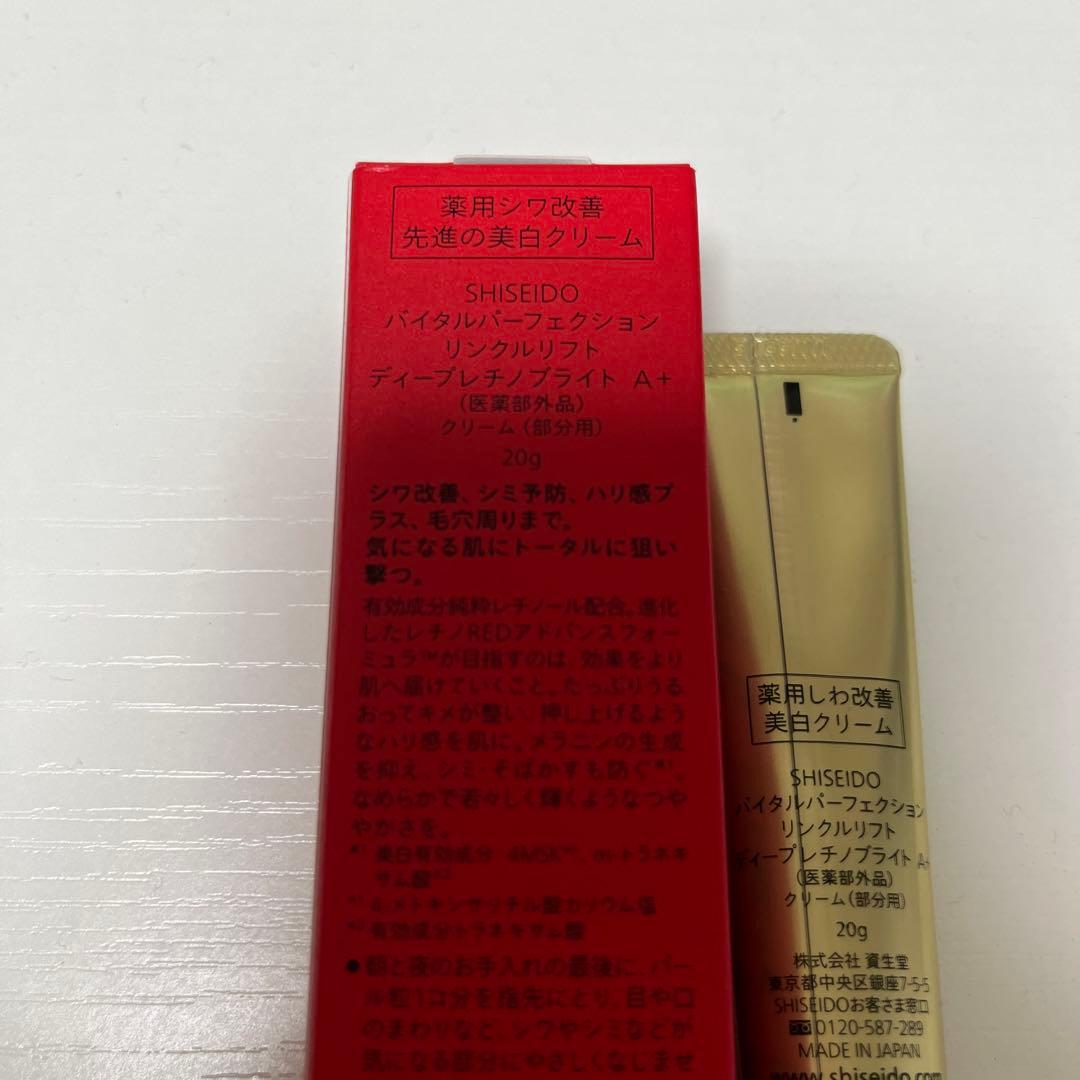 薬用シワ改善
先進の美白クリーム
SHISEIDO
バイタルパーフェクション
リンクルリフト
ディープレチノブライト A+
(医薬部外品)
クリーム (部分用)
20g
シワ改善、シミ予防、ハリ感プ
ラス、毛穴周りまで。
気になる肌にトータルに狙い
撃つ。
有効成分純粋レチノール配合。進化
したレチノREDアドバンスフォー
ミュラ™が目指すのは、効果をより
肌へ届けていくこと。たっぷりうる
おってキメが整い、押し上げるよう
なハリ感を肌に。メラニンの生成
を抑え、シミ・そばかすも防ぐ*1。
なめらかで若々しく輝くようなつや
やかさを。
美白有効成分 4MSK*1、m-トラネキ
サム酸*2
*1 4-メトキシサリチル酸カリウム塩
*2 有効成分トラネキサム酸
●朝と夜のお手入れの最後に、パー
ル粒1コ分を指先にとり、目や口
のまわりなど、シワやシミなどが
気になる部分にやさしくなじませ
薬用しわ改善
美白クリーム
SHISEIDO
バイタルパーフェクション
リンクルリフト
ディープレチノブライト A+
(医薬部外品)
クリーム(部分用)
20g
株式会社 資生堂
東京都中央区銀座7-5-5
SHISEIDOお客さま窓口
0120-587-289
MADE IN JAPAN
www.shiseido.com